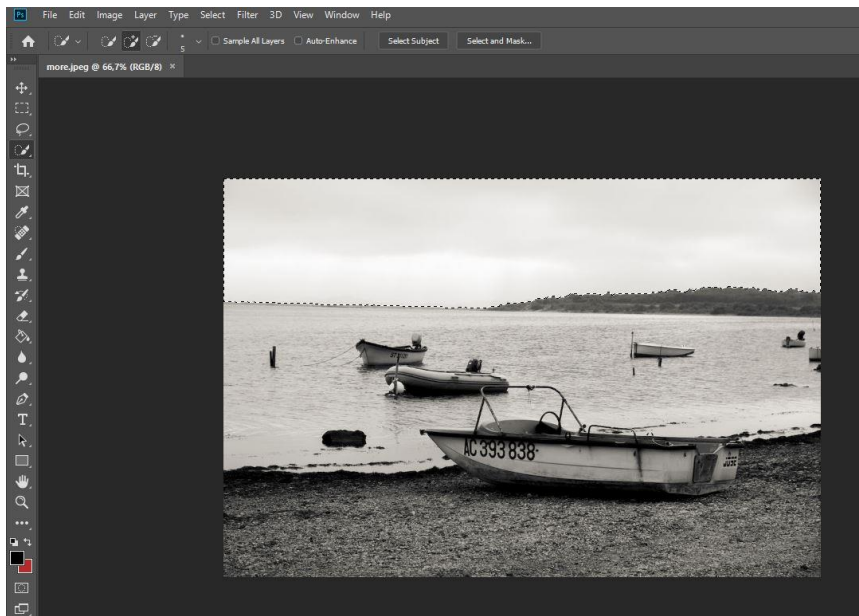 Ps File Edit Image Layer Type Select Filter 3D View Window Help
5 Sample All Layers Auto-Enhance Select Subject Select and Mask...
more.jpeg @ 66,7% (RGB/8) ×
AC 393 838